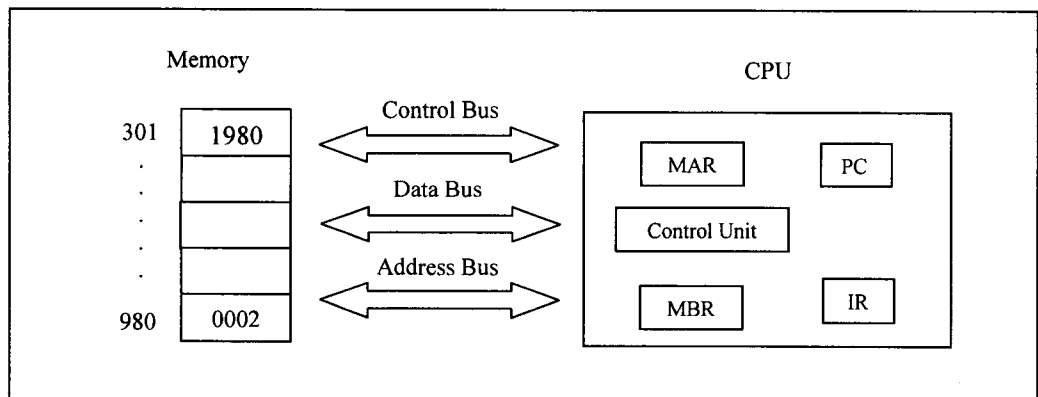 Memory
CPU
301
1980
.
.
.
.
.
.
980
0002
Control Bus
Data Bus
Address Bus
MAR
PC
Control Unit
MBR
IR